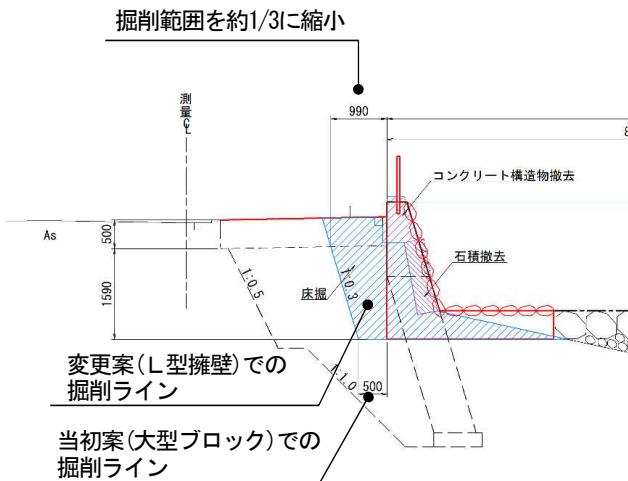 掘削範囲を約1/3に縮小
測量℄
990
8
コンクリート構造物撤去
As
500
石積撤去
1590
1:0.5
床掘
1:0.3
変更案(L型擁壁)での
掘削ライン
1:1.0
500
当初案(大型ブロック)での
掘削ライン